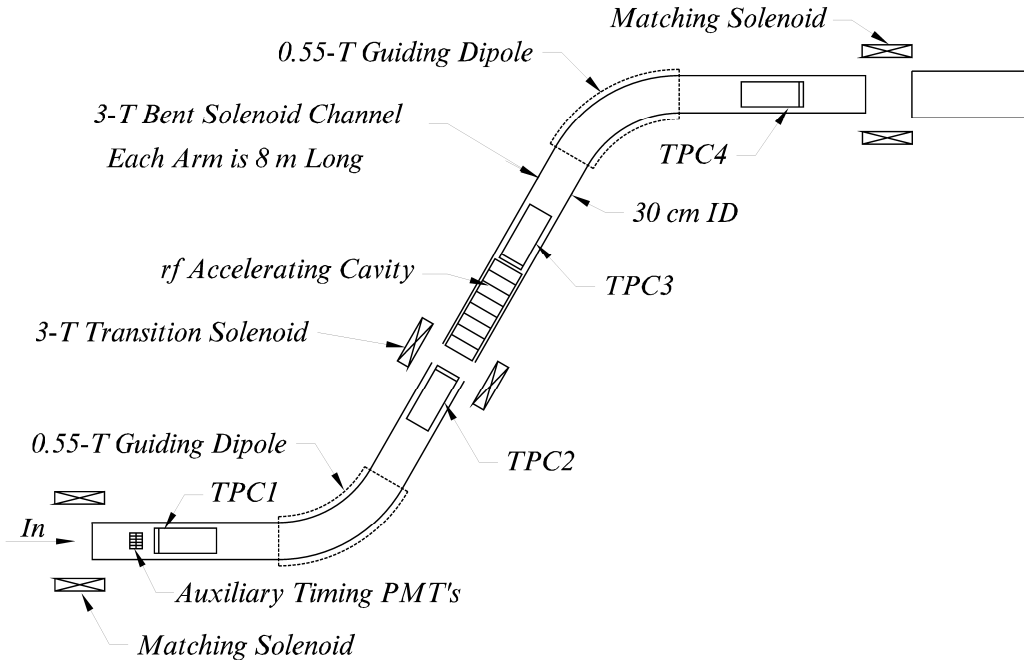 Matching Solenoid
0.55-T Guiding Dipole
3-T Bent Solenoid Channel
Each Arm is 8 m Long
TPC4
30 cm ID
rf Accelerating Cavity
TPC3
3-T Transition Solenoid
0.55-T Guiding Dipole
TPC2
TPC1
In
Auxiliary Timing PMT's
Matching Solenoid